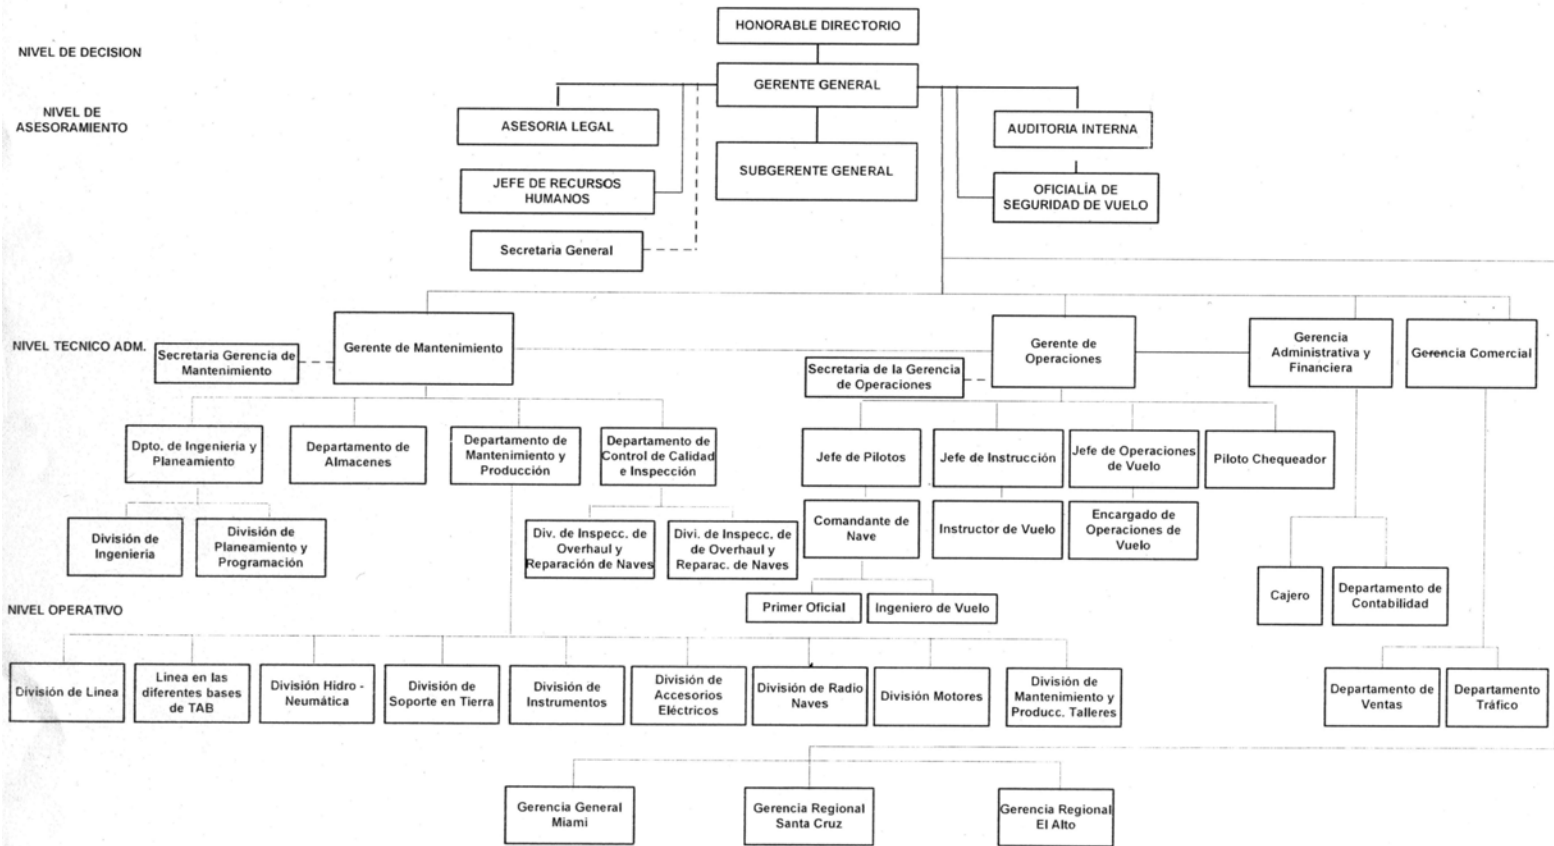 HONORABLE DIRECTORIO
NIVEL DE DECISION
GERENTE GENERAL
NIVEL DE
ASESORAMIENTO
ASESORIA LEGAL
AUDITORIA INTERNA
SUBGERENTE GENERAL
JEFE DE RECURSOS
HUMANOS
OFICIALÍA DE
SEGURIDAD DE VUELO
Secretaria General
NIVEL TECNICO ADM.
Secretaria Gerencia de
Mantenimiento
Gerente de Mantenimiento
Secretaria de la Gerencia
de Operaciones
Gerente de
Operaciones
Gerencia
Administrativa y
Financiera
Gerencia Comercial
Dpto. de Ingenieria y
Planeamiento
Departamento de
Almacenes
Departamento de
Mantenimiento y
Producción
Departamento de
Control de Calidad
e Inspección
Jefe de Pilotos
Jefe de Instrucción
Jefe de Operaciones
de Vuelo
Piloto Chequeador
División de
Ingenieria
División de
Planeamiento y
Programación
Div. de Inspecc. de
Overhaul y
Reparación de Naves
Divi. de Inspecc. de
de Overhaul y
Reparac. de Naves
Comandante de
Nave
Instructor de Vuelo
Encargado de
Operaciones de
Vuelo
Primer Oficial
Ingeniero de Vuelo
Cajero
Departamento de
Contabilidad
NIVEL OPERATIVO
División de Linea
Linea en las
diferentes bases
de TAB
División Hidro -
Neumática
División de
Soporte en Tierra
División de
Instrumentos
División de
Accesorios
Eléctricos
División de Radio
Naves
División Motores
División de
Mantenimiento y
Producc. Talleres
Departamento de
Ventas
Departamento
Tráfico
Gerencia General
Miami
Gerencia Regional
Santa Cruz
Gerencia Regional
El Alto